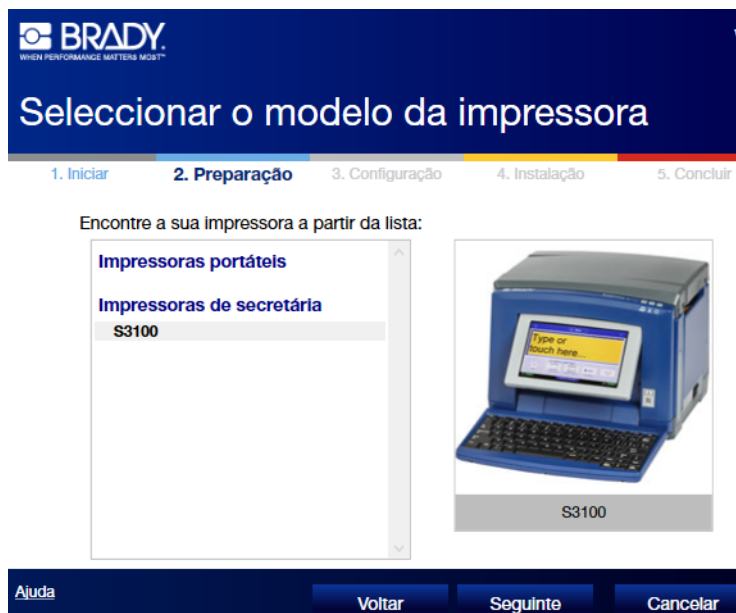 BRADY.
WHEN PERFORMANCE MATTERS MOST™
Seleccionar o modelo da impressora
1. Iniciar 2. Preparação 3. Configuração 4. Instalação 5. Concluir
Encontre a sua impressora a partir da lista:
Impressoras portáteis
Impressoras de secretária
S3100
Type or
touch here...
S3100
Ajuda Voltar Seguinte Cancelar